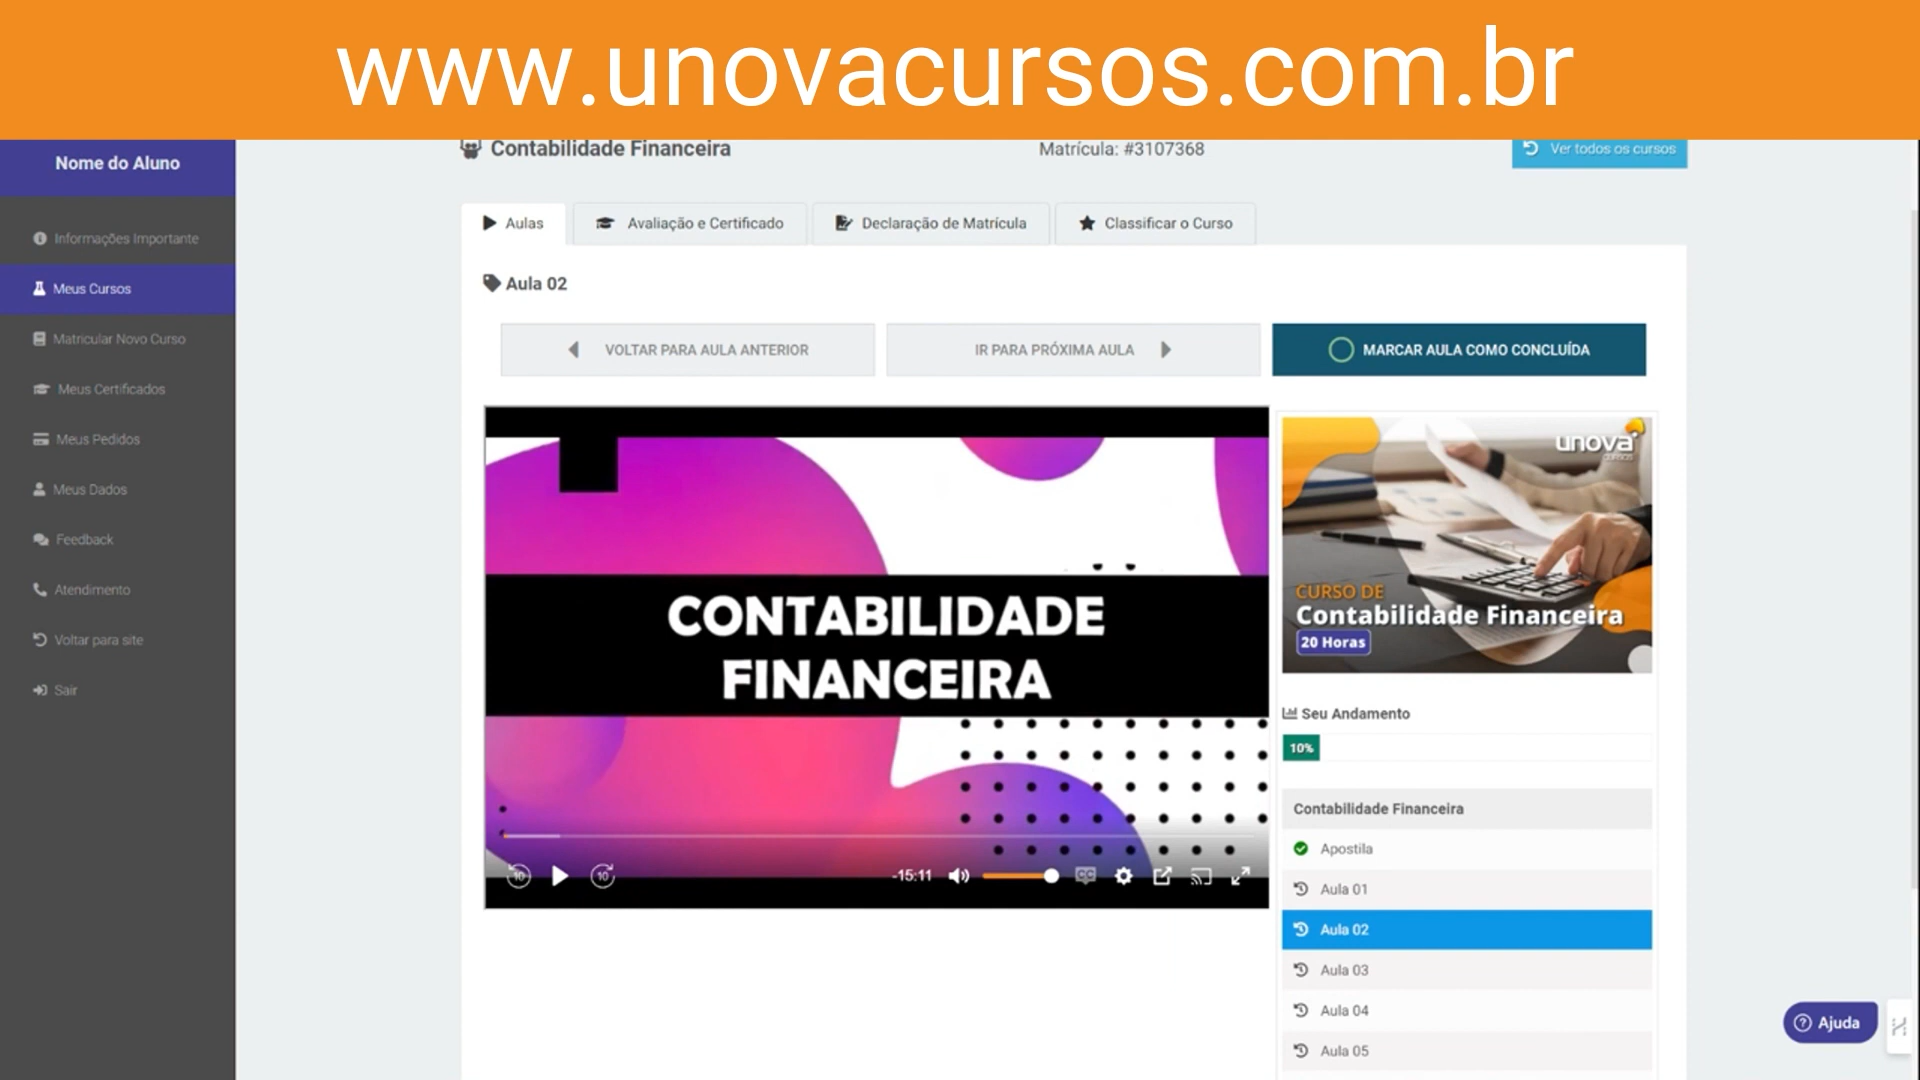 www.unovacursos.com.br
Nome do Aluno
Contabilidade Financeira
Matrícula: #3107368
Ver todos os cursos
Informações Importante
Meus Cursos
Matricular Novo Curso
Meus Certificados
Meus Pedidos
Meus Dados
Feedback
Atendimento
Voltar para site
Sair
Aulas
Avaliação e Certificado
Declaração de Matrícula
Classificar o Curso
Aula 02
VOLTAR PARA AULA ANTERIOR
IR PARA PRÓXIMA AULA
MARCAR AULA COMO CONCLUÍDA
CONTABILIDADE
FINANCEIRA
10
10
-15:11
CC
unova
cursos
CURSO DE
Contabilidade Financeira
20 Horas
Seu Andamento
10%
Contabilidade Financeira
Apostila
Aula 01
Aula 02
Aula 03
Aula 04
Aula 05
Ajuda